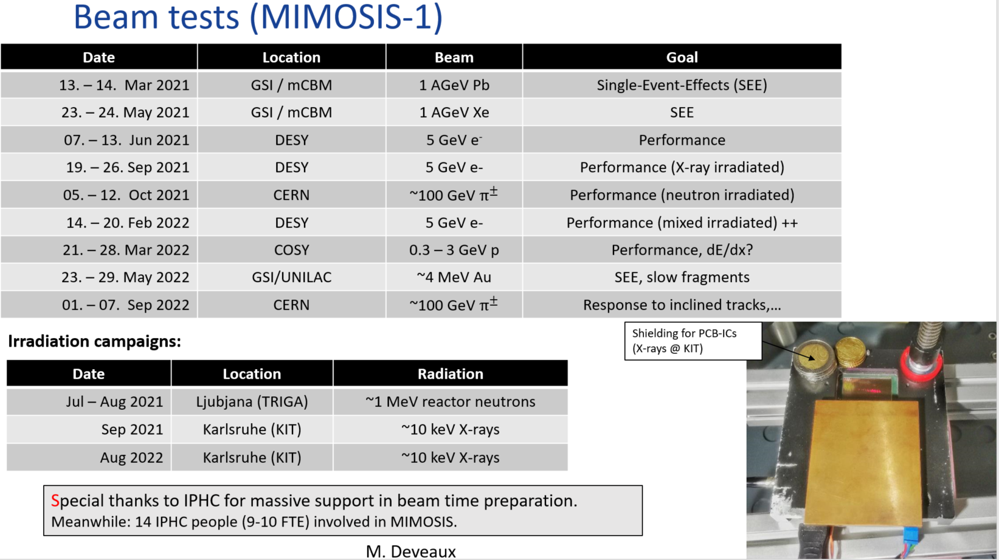 Beam tests (MIMOSIS-1)
Date Location Beam Goal
13. – 14. Mar 2021 GSI / mCBM 1 AGeV Pb Single-Event-Effects (SEE)
23. – 24. May 2021 GSI / mCBM 1 AGeV Xe SEE
07. – 13. Jun 2021 DESY 5 GeV e⁻ Performance
19. – 26. Sep 2021 DESY 5 GeV e- Performance (X-ray irradiated)
05. – 12. Oct 2021 CERN ~100 GeV π± Performance (neutron irradiated)
14. – 20. Feb 2022 DESY 5 GeV e- Performance (mixed irradiated) ++
21. – 28. Mar 2022 COSY 0.3 – 3 GeV p Performance, dE/dx?
23. – 29. May 2022 GSI/UNILAC ~4 MeV Au SEE, slow fragments
01. – 07. Sep 2022 CERN ~100 GeV π± Response to inclined tracks,...
Shielding for PCB-ICs
(X-rays @ KIT)
Irradiation campaigns:
Date Location Radiation
Jul – Aug 2021 Ljubjana (TRIGA) ~1 MeV reactor neutrons
Sep 2021 Karlsruhe (KIT) ~10 keV X-rays
Aug 2022 Karlsruhe (KIT) ~10 keV X-rays
Special thanks to IPHC for massive support in beam time preparation.
Meanwhile: 14 IPHC people (9-10 FTE) involved in MIMOSIS.
M. Deveaux